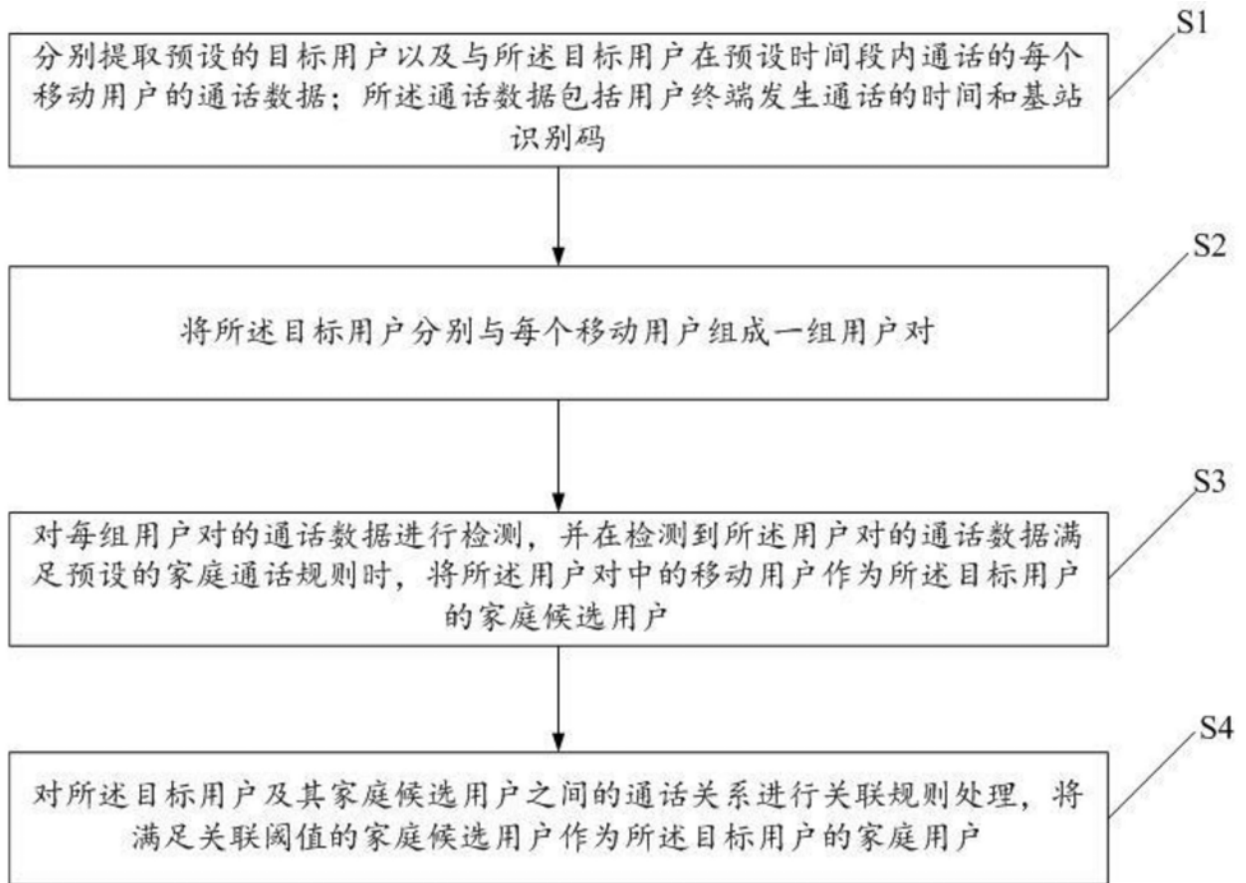 S1
分别提取预设的目标用户以及与所述目标用户在预设时间段内通话的每个
移动用户的通话数据；所述通话数据包括用户终端发生通话的时间和基站
识别码
S2
将所述目标用户分别与每个移动用户组成一组用户对
S3
对每组用户对的通话数据进行检测，并在检测到所述用户对的通话数据满
足预设的家庭通话规则时，将所述用户对中的移动用户作为所述目标用户
的家庭候选用户
S4
对所述目标用户及其家庭候选用户之间的通话关系进行关联规则处理，将
满足关联阈值的家庭候选用户作为所述目标用户的家庭用户